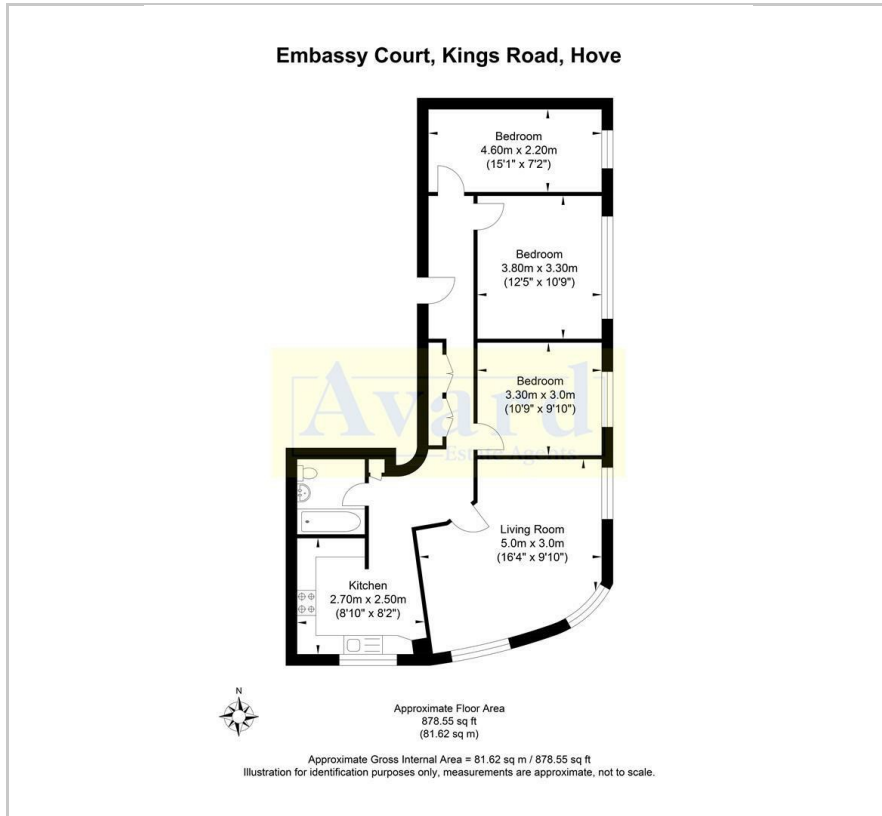 Embassy Court, Kings Road, Hove
Bedroom
4.60m x 2.20m
(15'1" x 7'2")
Bedroom
3.80m x 3.30m
(12'5" x 10'9")
Bedroom
3.30m x 3.0m
(10'9" x 9'10")
Avard
Estate Agents
Living Room
5.0m x 3.0m
(16'4" x 9'10")
Kitchen
2.70m x 2.50m
(8'10" x 8'2")
N
Approximate Floor Area
878.55 sq ft
(81.62 sq m)
Approximate Gross Internal Area = 81.62 sq m / 878.55 sq ft
Illustration for identification purposes only, measurements are approximate, not to scale.